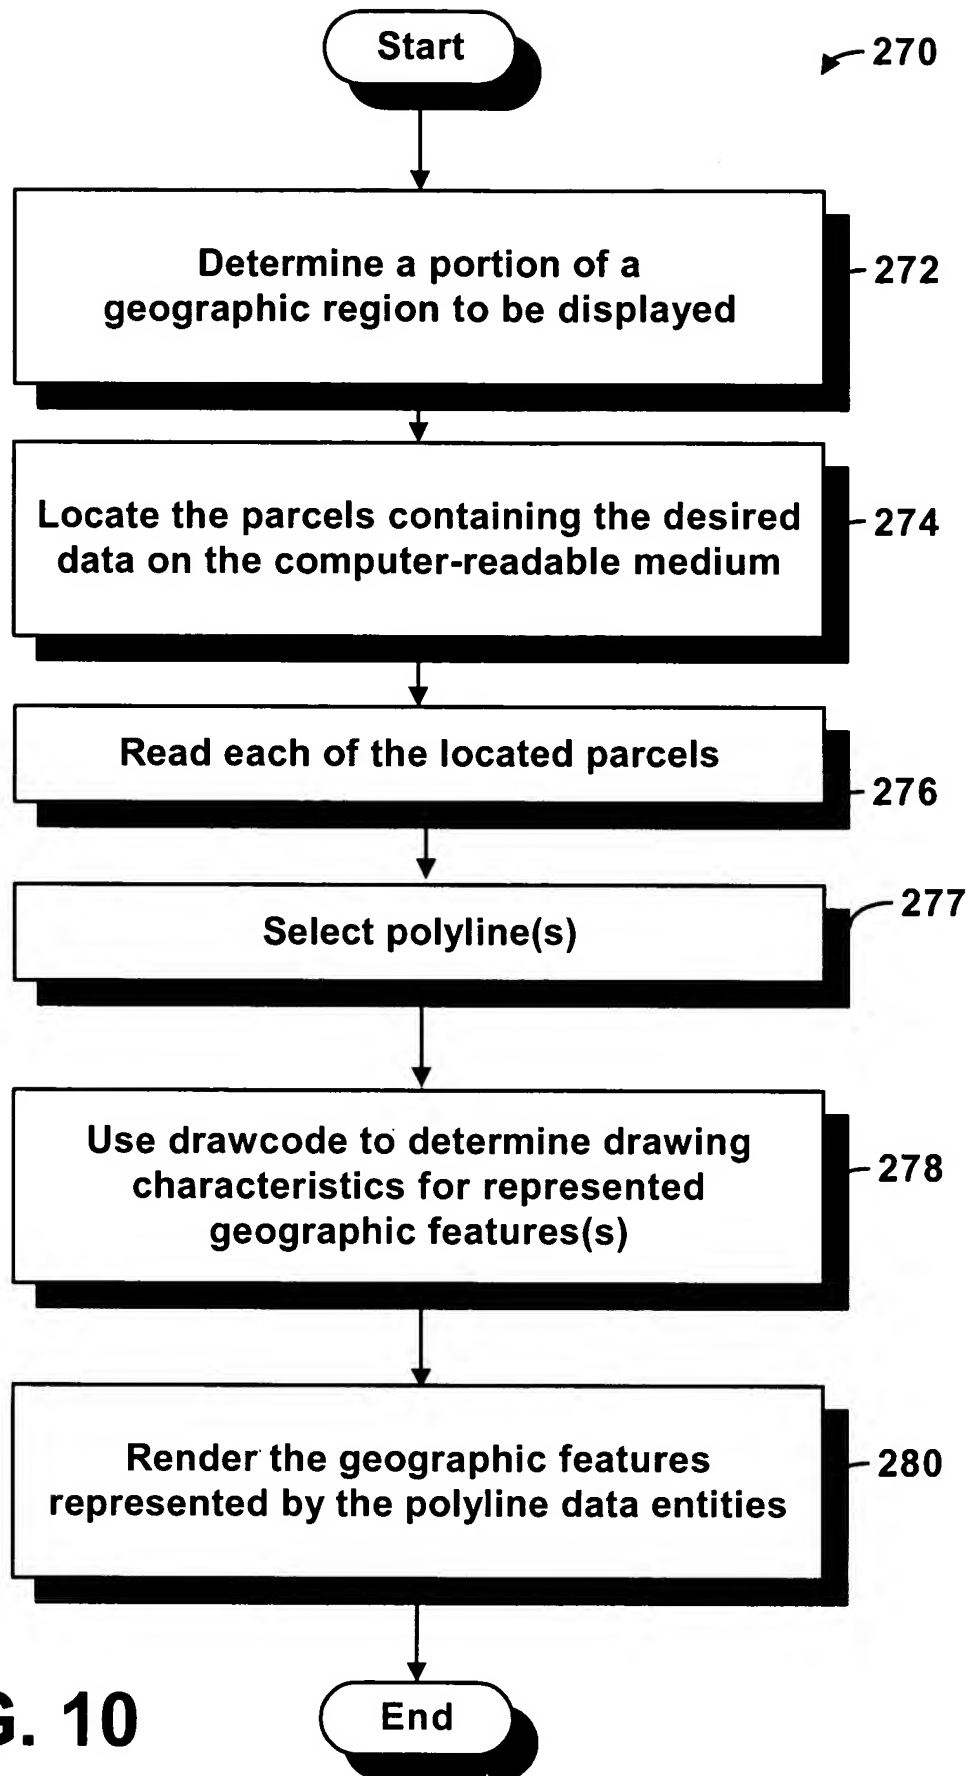 Start
270
Determine a portion of a
geographic region to be displayed
272
Locate the parcels containing the desired
data on the computer-readable medium
274
Read each of the located parcels
276
Select polyline(s)
277
Use drawcode to determine drawing
characteristics for represented
geographic features(s)
278
Render the geographic features
represented by the polyline data entities
280
End
G. 10